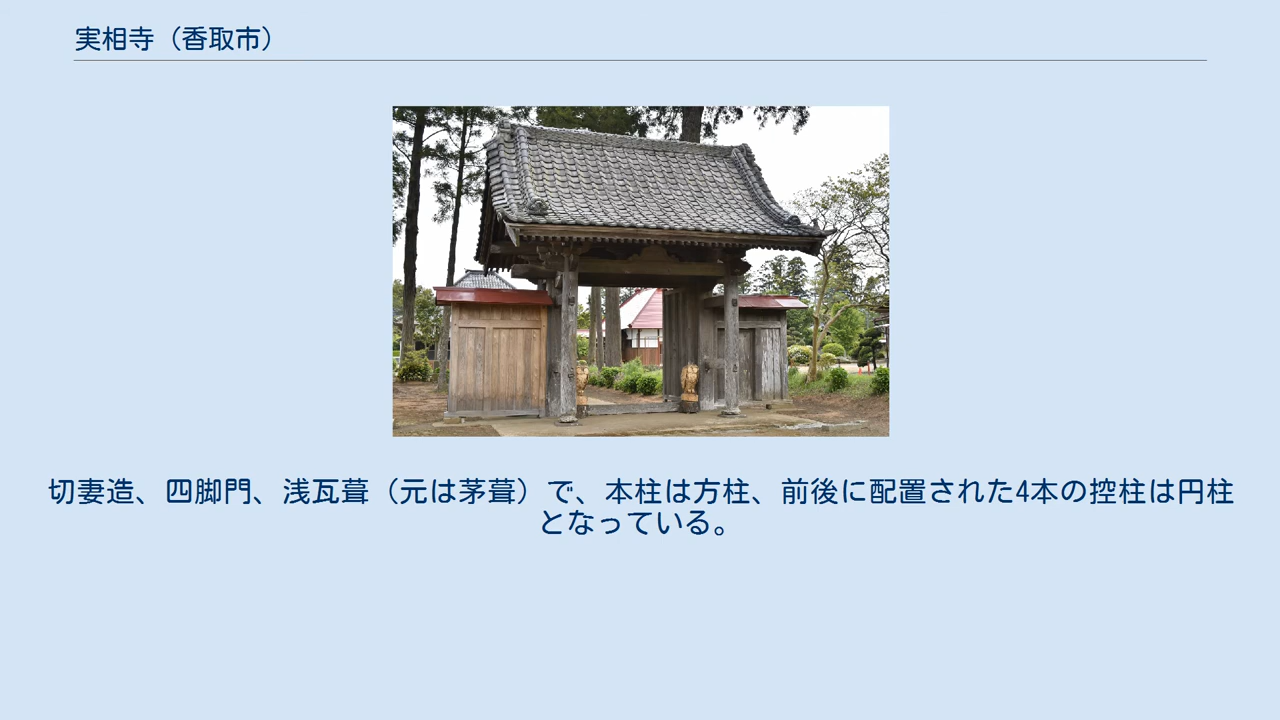 実相寺（香取市）
切妻造、四脚門、浅瓦葺（元は茅葺）で、本柱は方柱、前後に配置された4本の控柱は円柱
となっている。